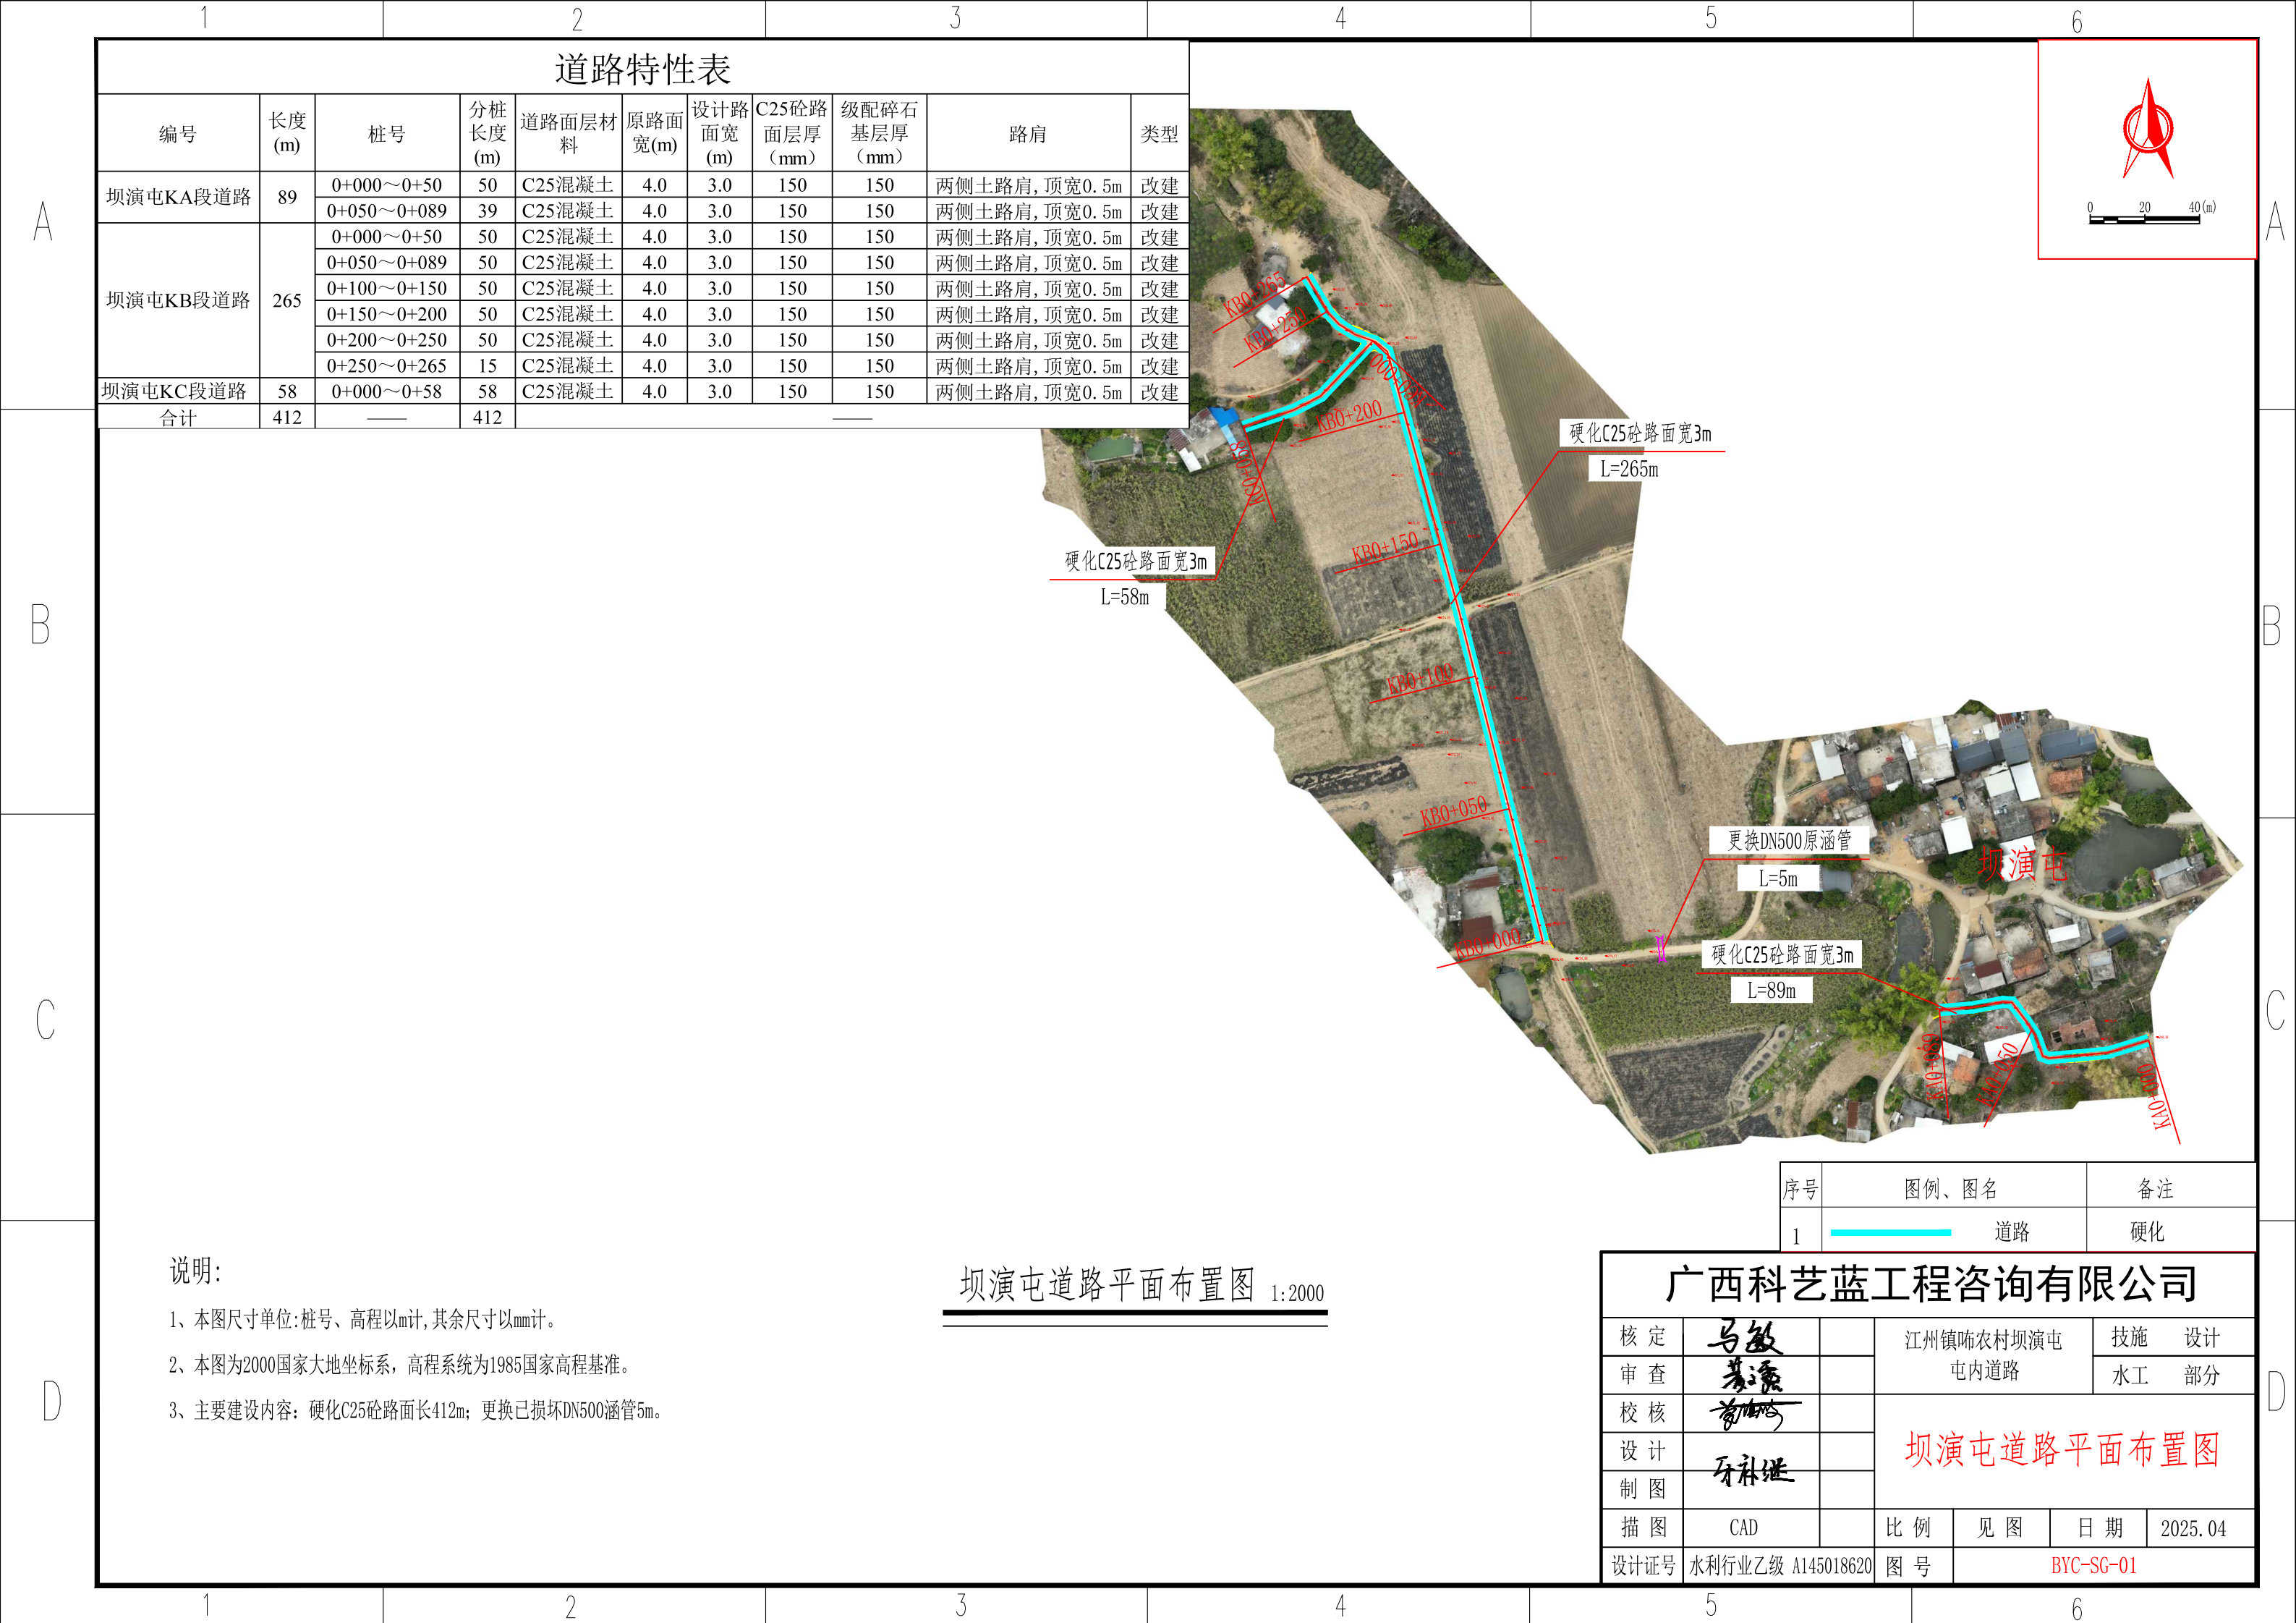 1 2 3 4 5 6
道路特性表
编号 长度(m) 桩号 分桩长度(m) 道路面层材料 原路面宽(m) 设计路面宽(m) C25砼路面层厚(mm) 级配碎石基层厚(mm) 路肩 类型
坝演屯KA段道路 89 0+000～0+50 50 C25混凝土 4.0 3.0 150 150 两侧土路肩,顶宽0.5m 改建
0+050～0+089 39 C25混凝土 4.0 3.0 150 150 两侧土路肩,顶宽0.5m 改建
坝演屯KB段道路 265 0+000～0+50 50 C25混凝土 4.0 3.0 150 150 两侧土路肩,顶宽0.5m 改建
0+050～0+089 50 C25混凝土 4.0 3.0 150 150 两侧土路肩,顶宽0.5m 改建
0+100～0+150 50 C25混凝土 4.0 3.0 150 150 两侧土路肩,顶宽0.5m 改建
0+150～0+200 50 C25混凝土 4.0 3.0 150 150 两侧土路肩,顶宽0.5m 改建
0+200～0+250 50 C25混凝土 4.0 3.0 150 150 两侧土路肩,顶宽0.5m 改建
0+250～0+265 15 C25混凝土 4.0 3.0 150 150 两侧土路肩,顶宽0.5m 改建
坝演屯KC段道路 58 0+000～0+58 58 C25混凝土 4.0 3.0 150 150 两侧土路肩,顶宽0.5m 改建
合计 412 —— 412 ——
0 20 40(m)
A A
KB0+265
KB0+250
KB0+200
KC0+058
硬化C25砼路面宽3m
L=265m
KB0+150
硬化C25砼路面宽3m
L=58m
B B
KB0+100
KB0+050
更换DN500原涵管
L=5m
坝演屯
KB0+000
硬化C25砼路面宽3m
L=89m
C C
KA0+089
KA0+050
KA0+000
序号 图例、图名 备注
1 道路 硬化
说明:
1、本图尺寸单位:桩号、高程以m计,其余尺寸以mm计。
2、本图为2000国家大地坐标系，高程系统为1985国家高程基准。
3、主要建设内容：硬化C25砼路面长412m；更换已损坏DN500涵管5m。
坝演屯道路平面布置图 1:2000
D D
广西科艺蓝工程咨询有限公司
核定 马敏 江州镇咘农村坝演屯屯内道路 技施 设计
审查 水工 部分
校核 坝演屯道路平面布置图
设计
制图
描图 CAD 比例 见图 日期 2025.04
设计证号 水利行业乙级 A145018620 图号 BYC-SG-01
1 2 3 4 5 6